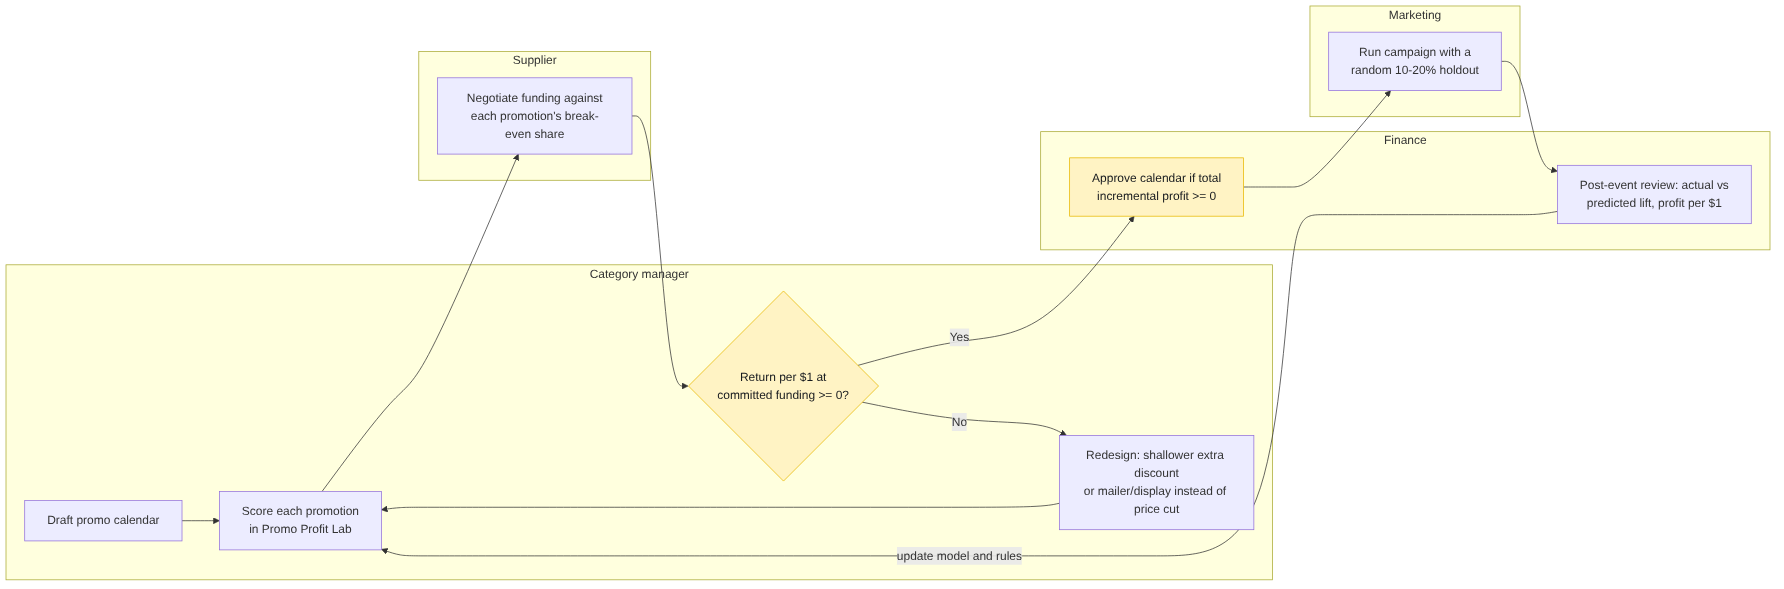 Marketing
Run campaign with a
random 10-20% holdout
Supplier
Negotiate funding against
each promotion's break-
even share
Finance
Approve calendar if total
incremental profit >= 0
Post-event review: actual vs
predicted lift, profit per $1
Category manager
Yes
Return per $1 at
committed funding >= 0?
No
Redesign: shallower extra
discount
or mailer/display instead of
price cut
Draft promo calendar
Score each promotion
in Promo Profit Lab
update model and rules